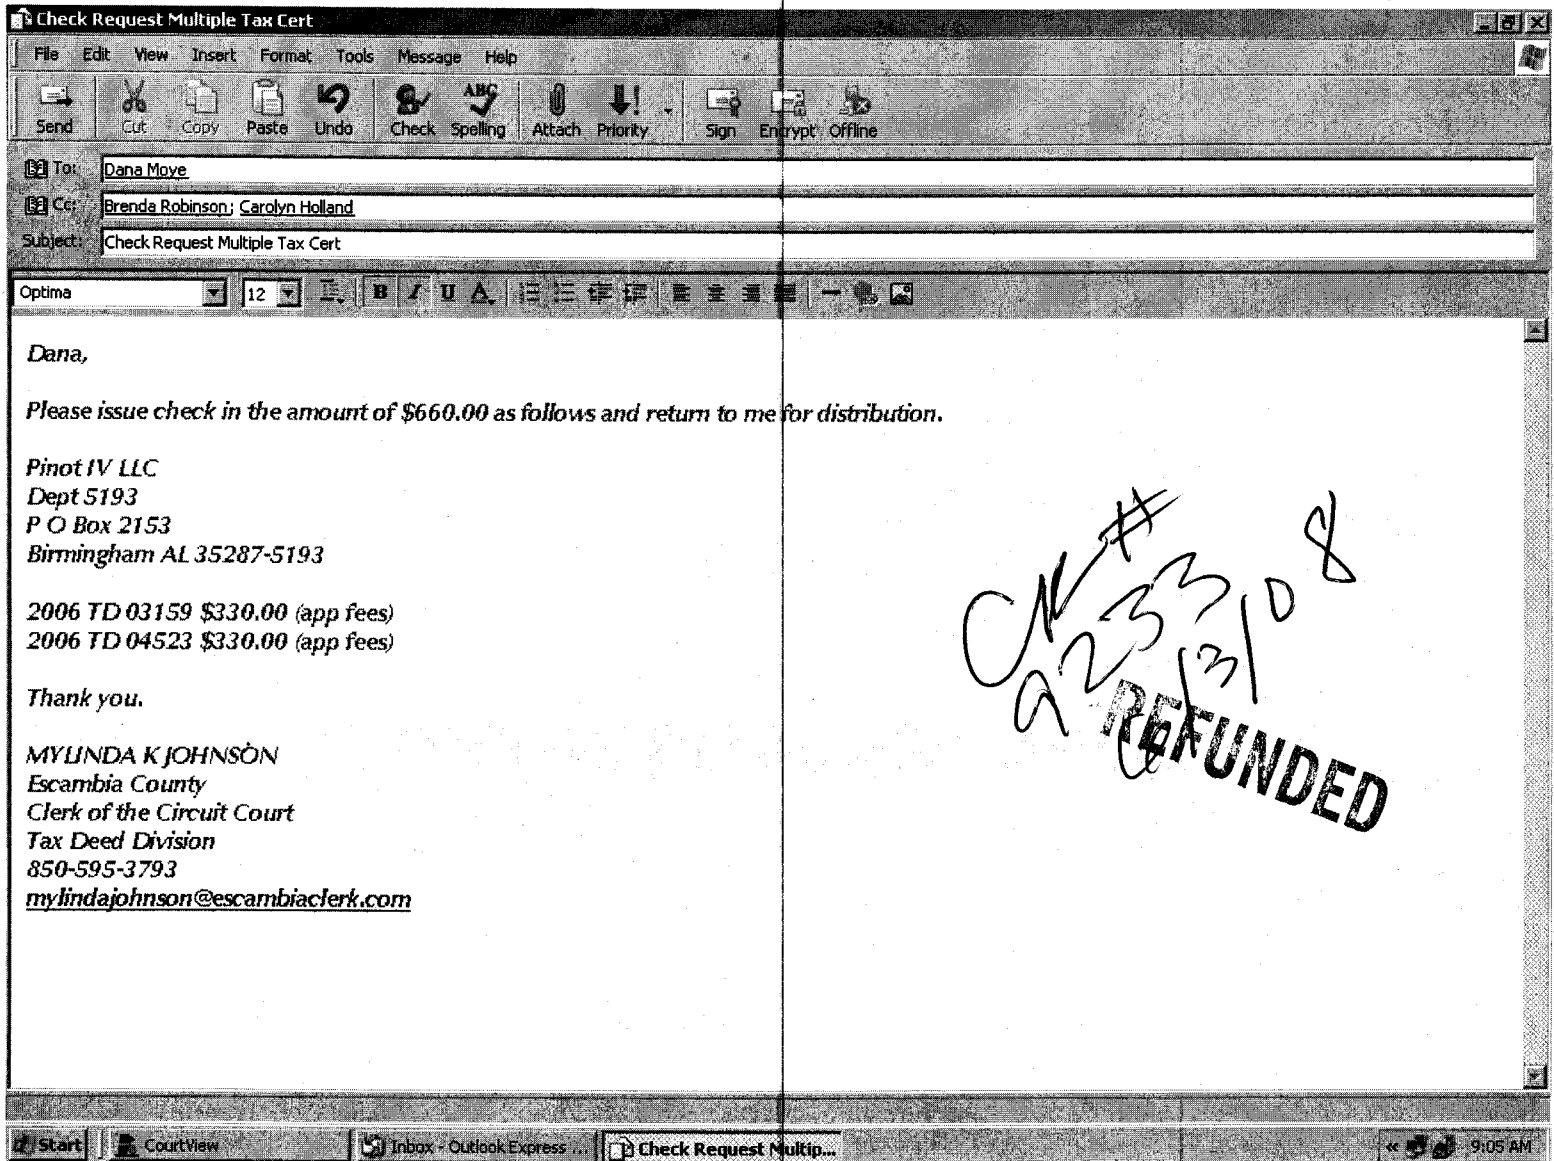 Check Request Multiple Tax Cert
File Edit View Insert Format Tools Message Help
Send Cut Copy Paste Undo Check Spelling Attach Priority Sign Encrypt Offline
To: Dana Moye
Cc: Brenda Robinson; Carolyn Holland
Subject: Check Request Multiple Tax Cert
Optima 12 B I U A
Dana,
Please issue check in the amount of $660.00 as follows and return to me for distribution.
Pinot IV LLC
Dept 5193
P O Box 2153
Birmingham AL 35287-5193
2006 TD 03159 $330.00 (app fees)
2006 TD 04523 $330.00 (app fees)
Thank you.
MYLINDA K JOHNSON
Escambia County
Clerk of the Circuit Court
Tax Deed Division
850-595-3793
mylindajohnson@escambiaclerk.com
CK#
9233
6/3/08
REFUNDED
Start CourtView Inbox - Outlook Express ... Check Request Multip... « 9:05 AM